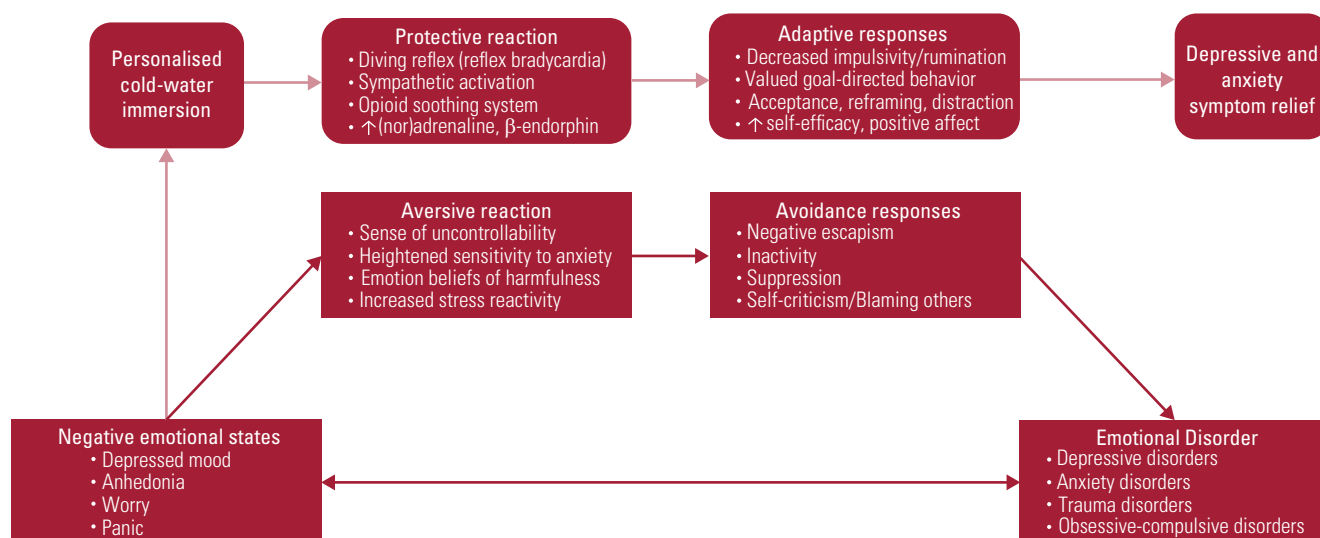 Personalised
cold-water
immersion
Protective reaction
• Diving reflex (reflex bradycardia)
• Sympathetic activation
• Opioid soothing system
• ↑(nor)adrenaline, β-endorphin
Adaptive responses
• Decreased impulsivity/rumination
• Valued goal-directed behavior
• Acceptance, reframing, distraction
• ↑ self-efficacy, positive affect
Depressive and
anxiety
symptom relief
Aversive reaction
• Sense of uncontrollability
• Heightened sensitivity to anxiety
• Emotion beliefs of harmfulness
• Increased stress reactivity
Avoidance responses
• Negative escapism
• Inactivity
• Suppression
• Self-criticism/Blaming others
Negative emotional states
• Depressed mood
• Anhedonia
• Worry
• Panic
Emotional Disorder
• Depressive disorders
• Anxiety disorders
• Trauma disorders
• Obsessive-compulsive disorders